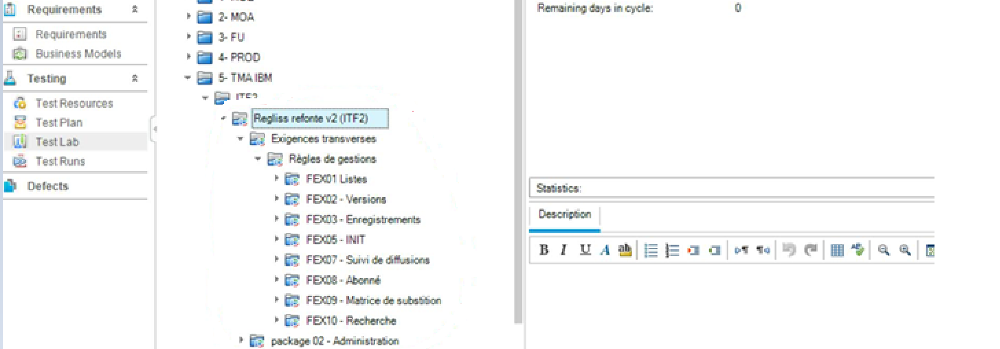 Requirements
Requirements
Business Models
Testing
Test Resources
Test Plan
Test Lab
Test Runs
Defects
2- MOA
3- FU
4- PROD
5- TMA IBM
Regliss refonte v2 (ITF2)
Exigences transverses
Règles de gestions
FEX01 Listes
FEX02 - Versions
FEX03 - Enregistrements
FEX05 - INIT
FEX07 - Suivi de diffusions
FEX08 - Abonné
FEX09 - Matrice de substition
FEX10 - Recherche
package 02 - Administration
Remaining days in cycle: 0
Statistics:
Description
B I U A ab